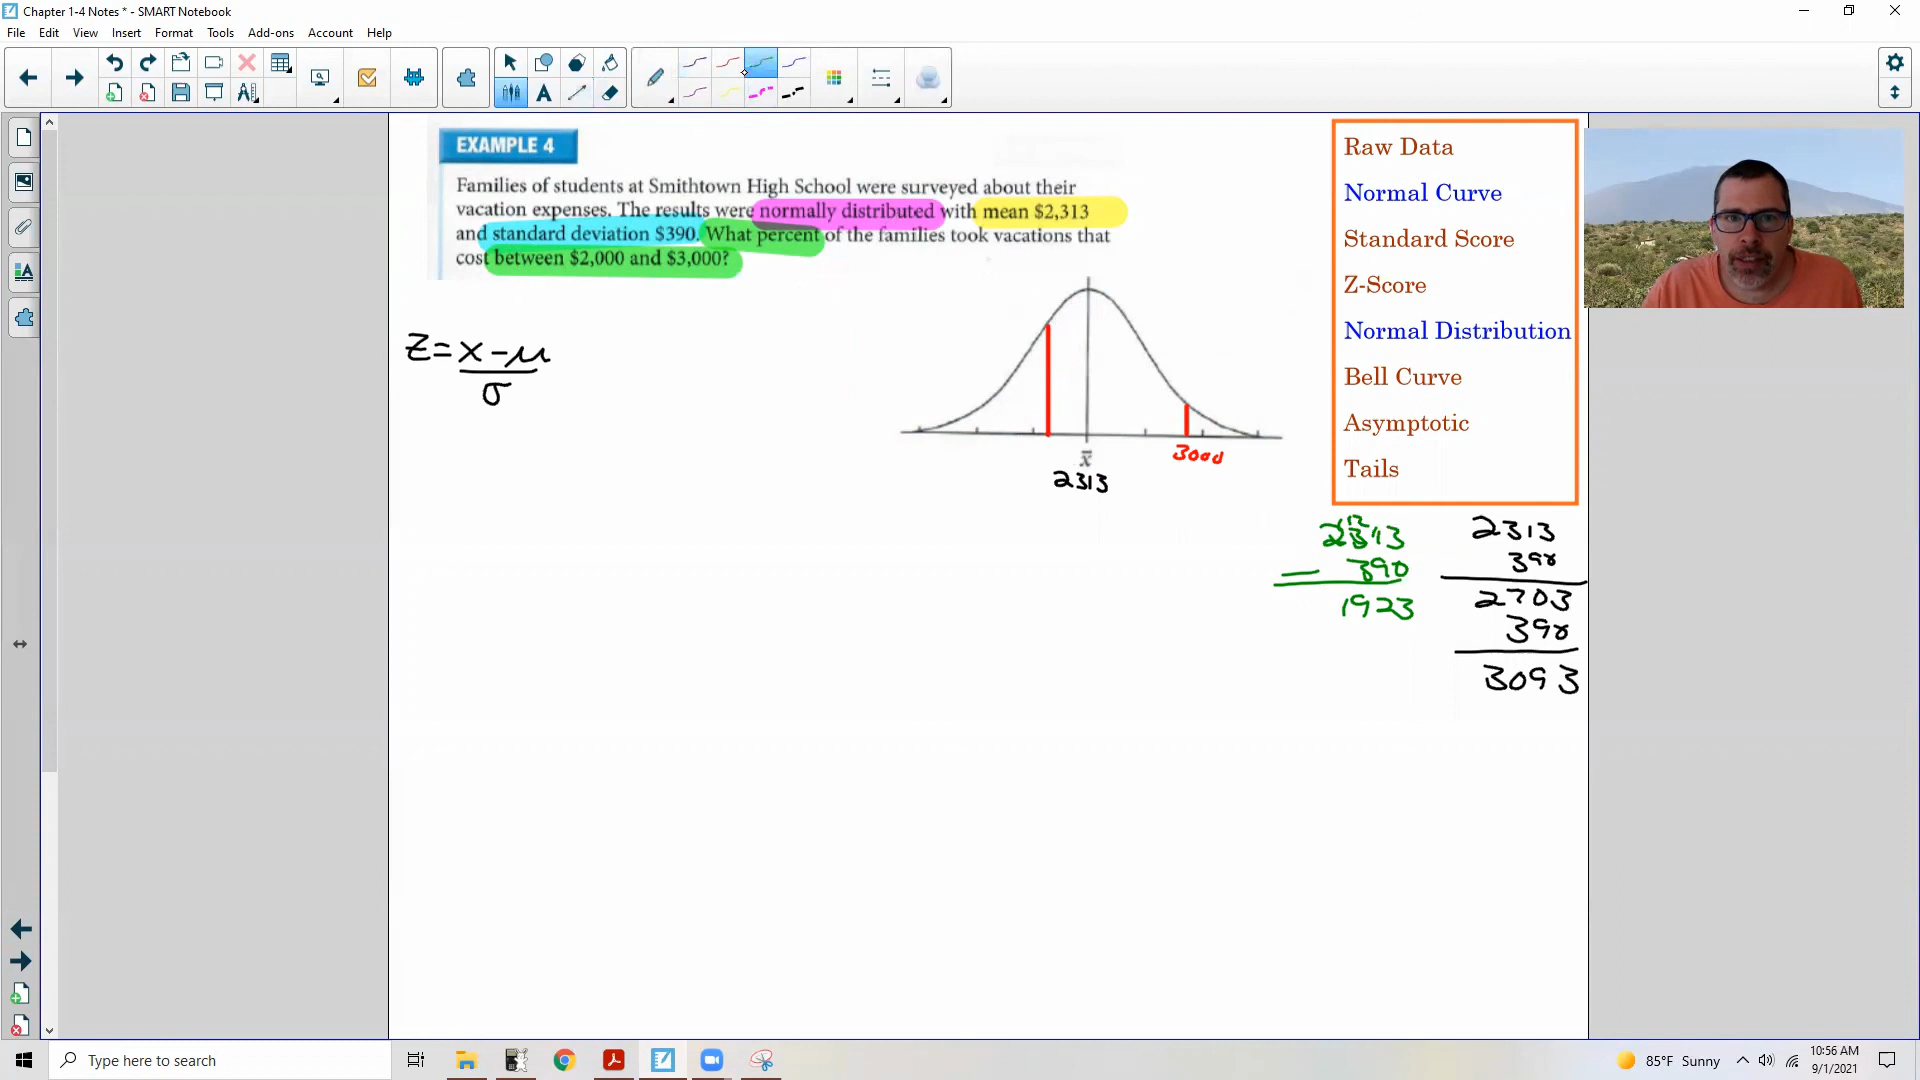 Chapter 1-4 Notes * - SMART Notebook
File Edit View Insert Format Tools Add-ons Account Help
EXAMPLE 4
Families of students at Smithtown High School were surveyed about their
vacation expenses. The results were normally distributed with mean $2,313
and standard deviation $390. What percent of the families took vacations that
cost between $2,000 and $3,000?
z = x - μ
σ
x̄
2313
3000
Raw Data
Normal Curve
Standard Score
Z-Score
Normal Distribution
Bell Curve
Asymptotic
Tails
2313
- 390
1923
2313
390
2703
390
3093
Type here to search
85°F Sunny
10:56 AM
9/1/2021